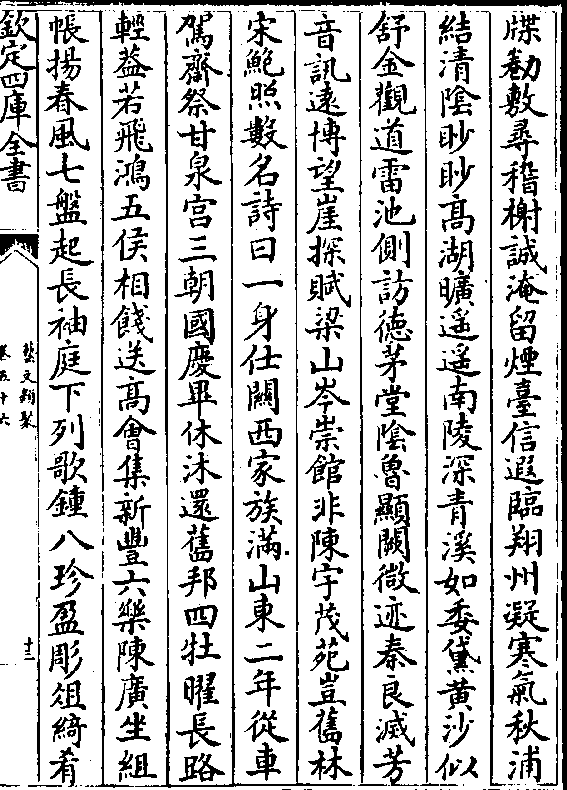 牒勸敷尋稽榭誠淹留煙臺信遐臨翔州凝寒氣秋浦
結清陰眇眇髙湖曠遥遥南陵深青溪如委黛黄沙似
舒金觀道雷池側訪徳茅堂陰魯顯闕微迹秦良滅芳
音訊遠博望崖探賦梁山岑崇館非陳宇茂苑豈舊林
宋鮑照數名詩曰一身仕關西家族滿山東二年從車
駕齋祭甘泉宫三朝國慶畢休沐還舊邦四牡曜長路
輕葢若飛鴻五侯相餞送髙會集新豐六樂陳廣坐組
帳揚春風七盤起長袖庭下列歌鍾八珍盈彫俎綺肴
欽定四庫全書
藝文類聚
卷五十六
十三